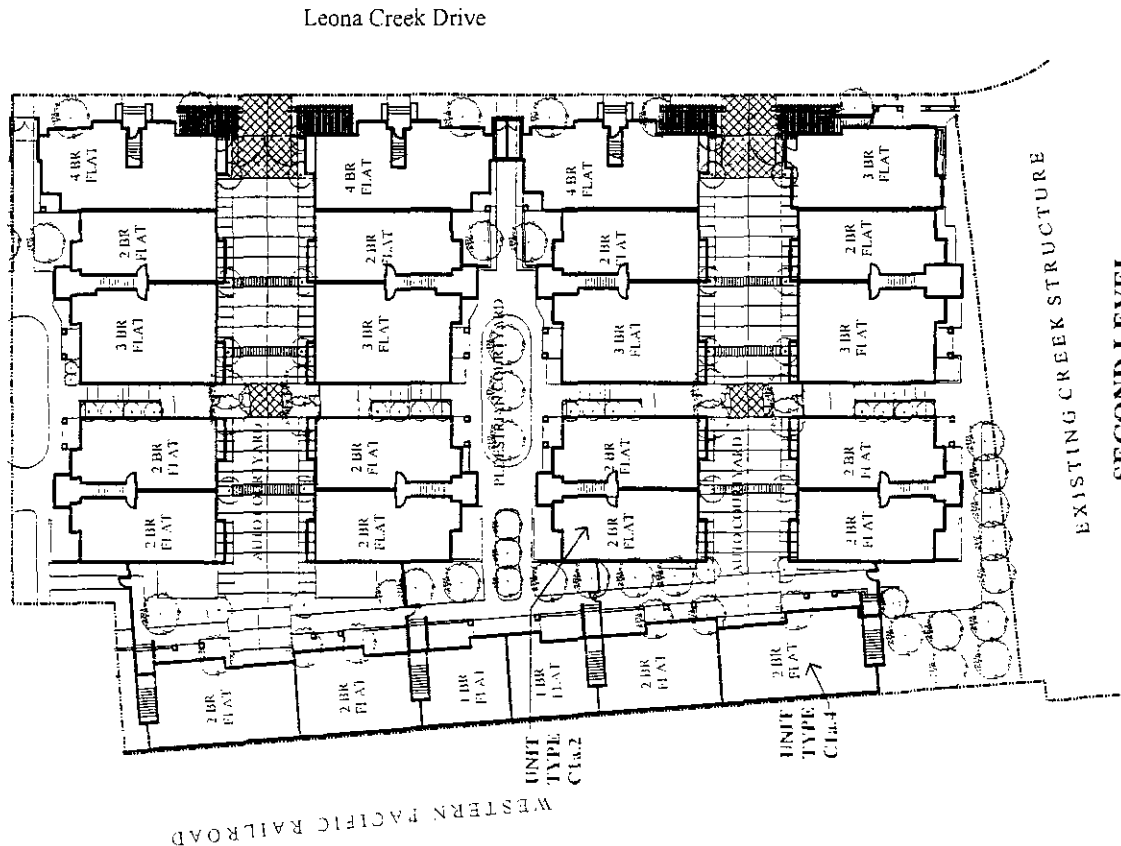 Leona Creek Drive
4 BR
FLAT
4 BR
FLAT
4 BR
FLAT
3 BR
FLAT
2 BR
FLAT
2 BR
FLAT
2 BR
FLAT
2 BR
FLAT
3 BR
FLAT
3 BR
FLAT
3 BR
FLAT
3 BR
FLAT
2 BR
FLAT
2 BR
FLAT
2 BR
FLAT
2 BR
FLAT
2 BR
FLAT
2 BR
FLAT
2 BR
FLAT
2 BR
FLAT
AUTO COURTYARD
PEDESTRIAN COURTYARD
AUTO COURTYARD
2 BR
FLAT
2 BR
FLAT
1 BR
FLAT
1 BR
FLAT
2 BR
FLAT
2 BR
FLAT
UNIT
TYPE
C1a.2
UNIT
TYPE
C1a.4
WESTERN PACIFIC RAILROAD
EXISTING CREEK STRUCTURE
SECOND LEVEL